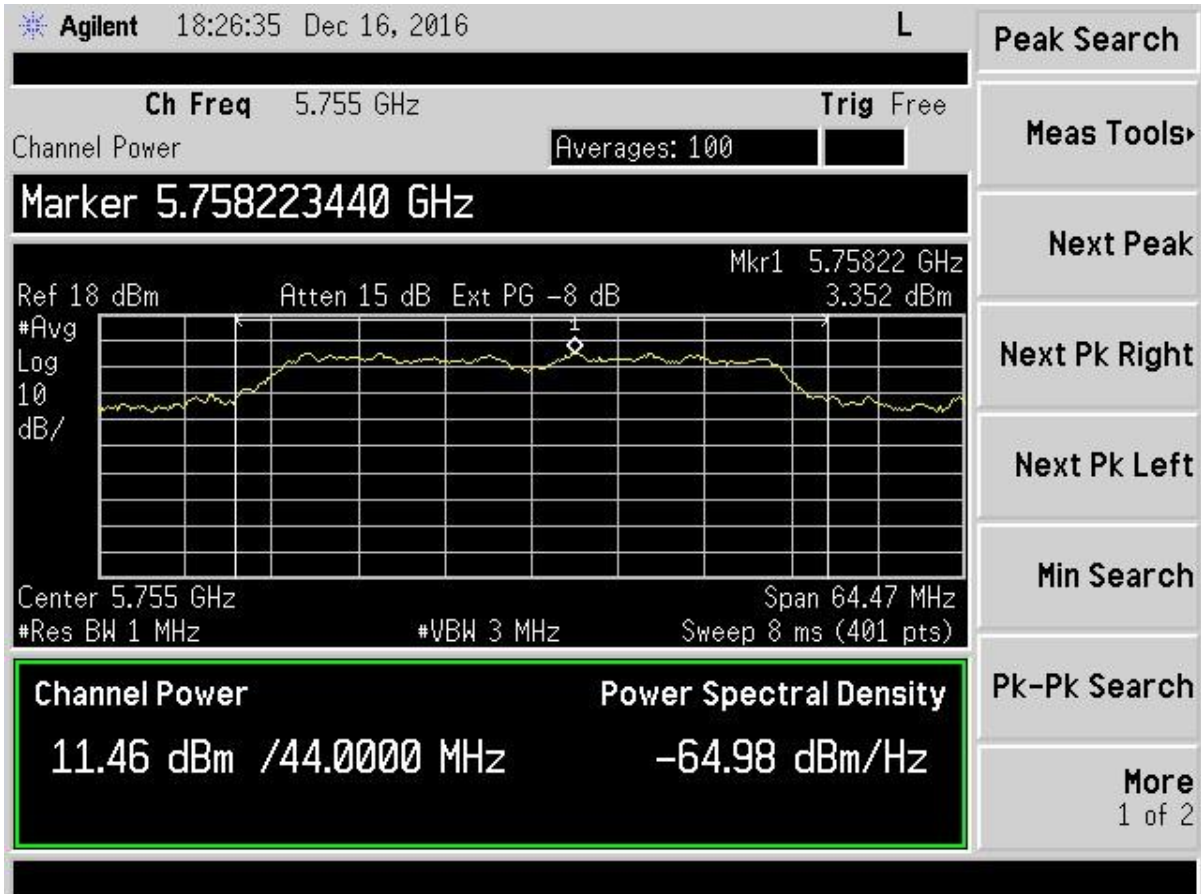 Agilent 18:26:35 Dec 16, 2016 L
Ch Freq 5.755 GHz Trig Free
Channel Power Averages: 100
Marker 5.758223440 GHz
Mkr1 5.75822 GHz
Ref 18 dBm Atten 15 dB Ext PG -8 dB 3.352 dBm
#Avg
Log
10
dB/
1
Center 5.755 GHz Span 64.47 MHz
#Res BW 1 MHz #VBW 3 MHz Sweep 8 ms (401 pts)
Channel Power Power Spectral Density
11.46 dBm /44.0000 MHz -64.98 dBm/Hz
Peak Search
Meas Tools
Next Peak
Next Pk Right
Next Pk Left
Min Search
Pk-Pk Search
More
1 of 2